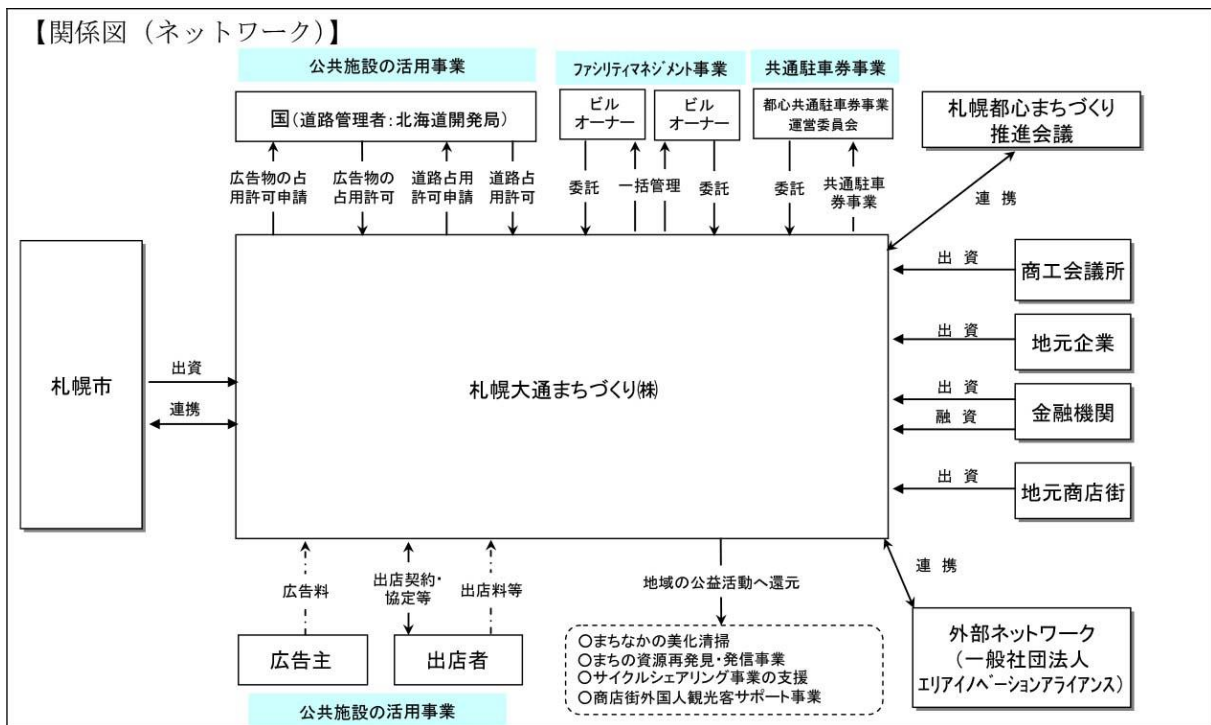 【関係図（ネットワーク）】
公共施設の活用事業
ファシリティマネジメント事業
共通駐車券事業
国(道路管理者:北海道開発局)
ビル
オーナー
ビル
オーナー
都心共通駐車券事業
運営委員会
札幌都心まちづくり
推進会議
広告物の占
用許可申請
広告物の
占用許可
道路占用
許可申請
道路占
用許可
委託
一括管理
委託
委託
共通駐車
券事業
連 携
札幌市
出資
連携
札幌大通まちづくり㈱
出 資
商工会議所
出 資
地元企業
出 資
融 資
金融機関
出 資
地元商店街
広告料
出店契約・
協定等
出店料等
地域の公益活動へ還元
連 携
広告主
出店者
公共施設の活用事業
○まちなかの美化清掃
○まちの資源再発見・発信事業
○サイクルシェアリング事業の支援
○商店街外国人観光客サポート事業
外部ネットワーク
(一般社団法人
エリアイノベーションアライアンス)